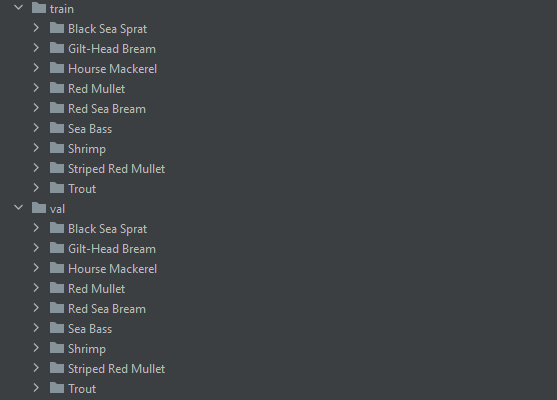 train
Black Sea Sprat
Gilt-Head Bream
Hourse Mackerel
Red Mullet
Red Sea Bream
Sea Bass
Shrimp
Striped Red Mullet
Trout
val
Black Sea Sprat
Gilt-Head Bream
Hourse Mackerel
Red Mullet
Red Sea Bream
Sea Bass
Shrimp
Striped Red Mullet
Trout